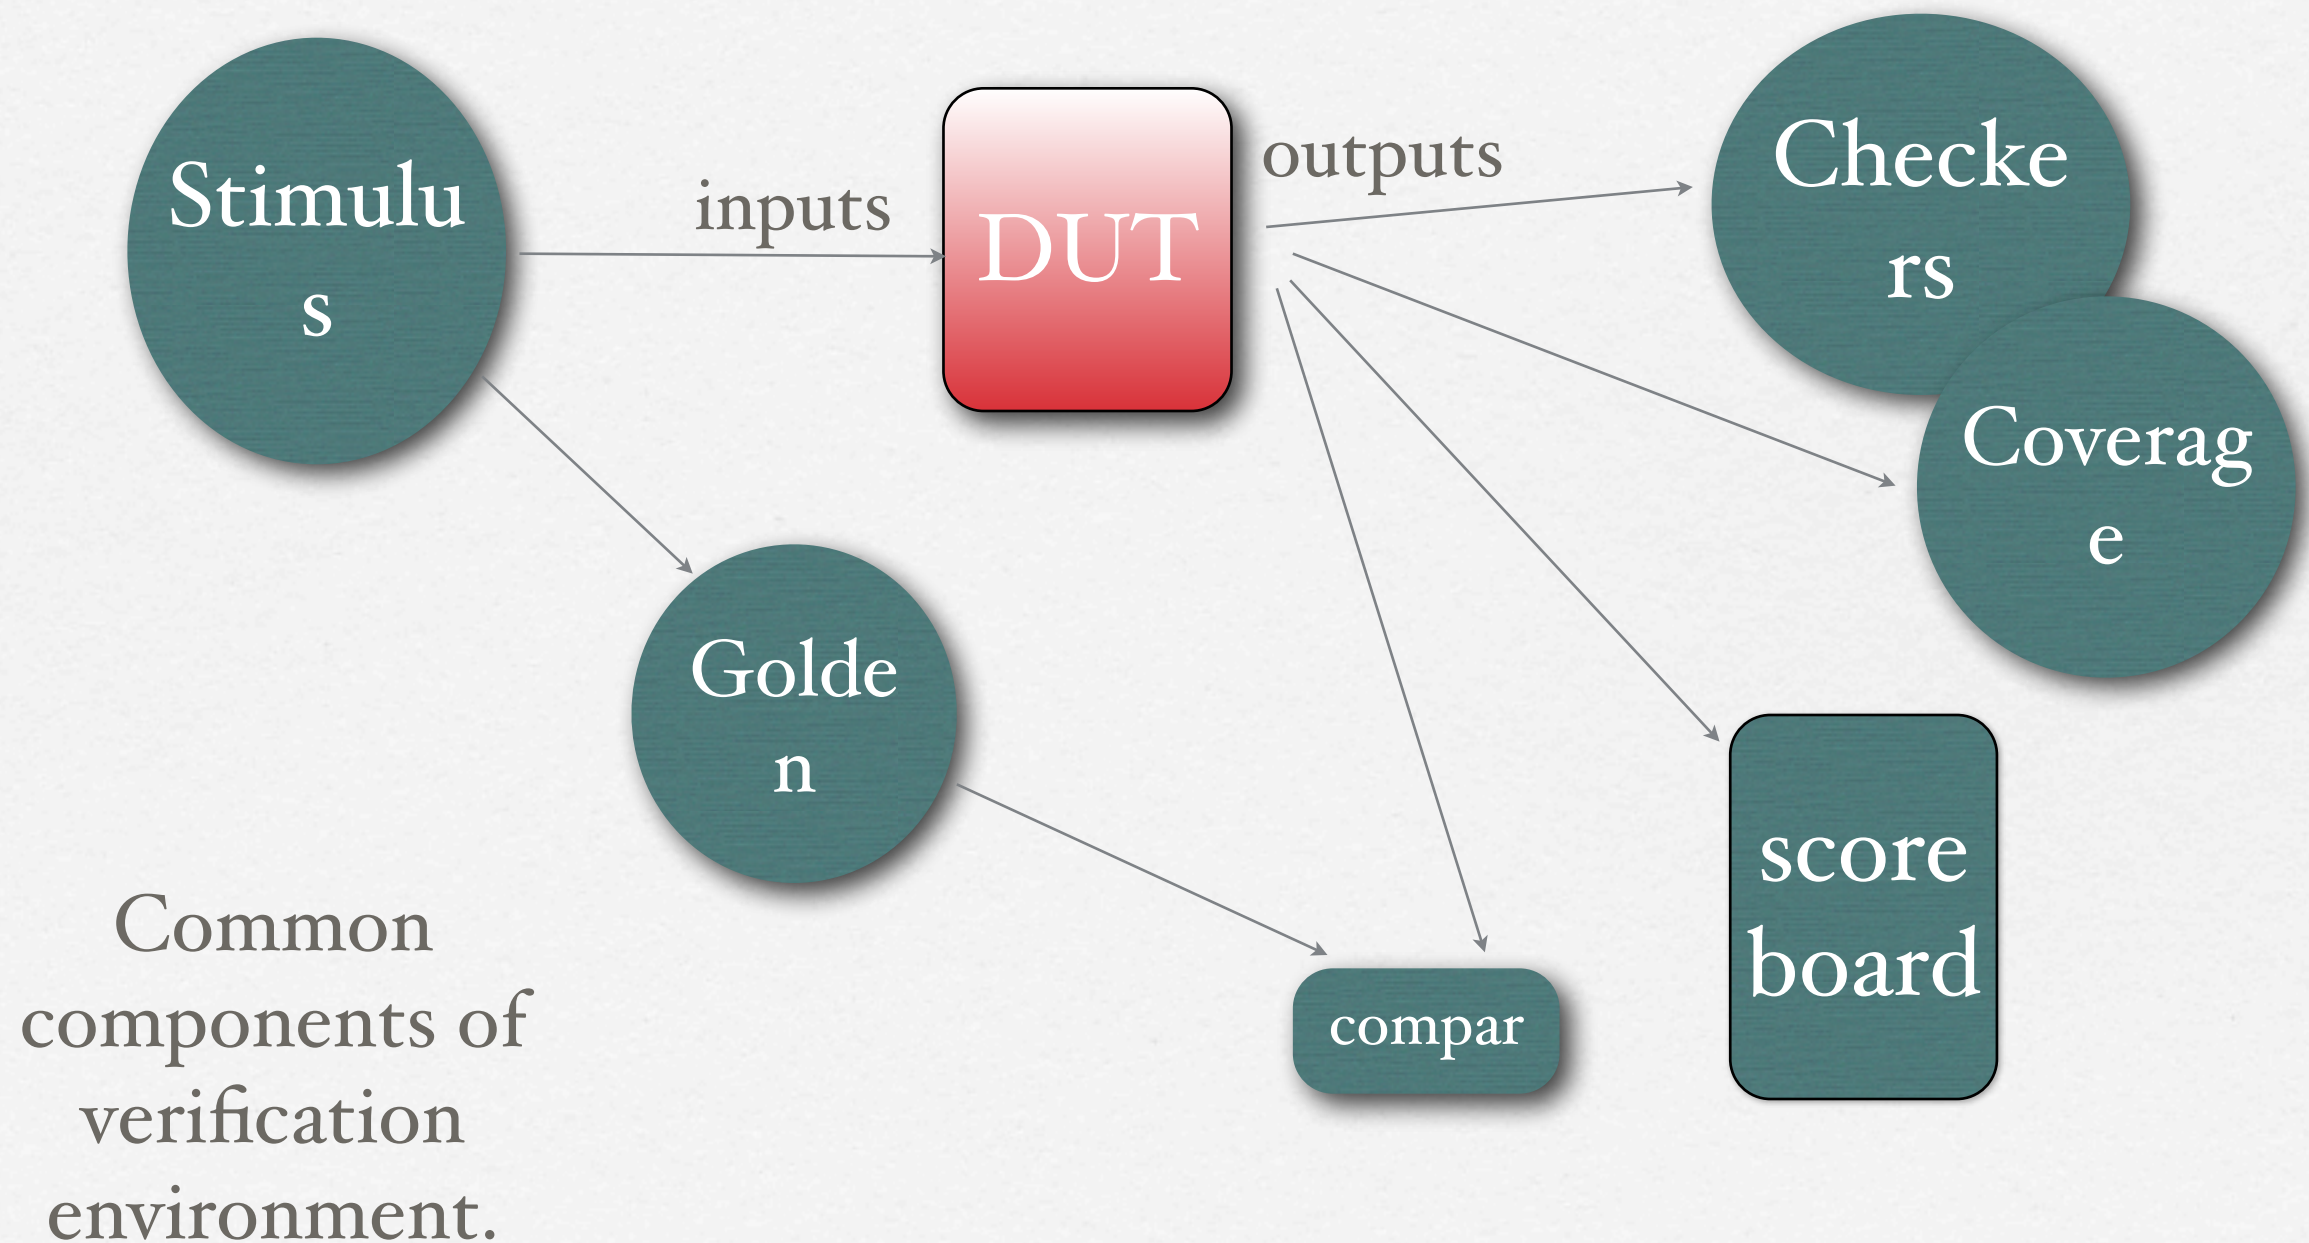 Stimulu
s
inputs
DUT
outputs
Checke
rs
Coverag
e
Golde
n
compar
score
board
Common
components of
verification
environment.